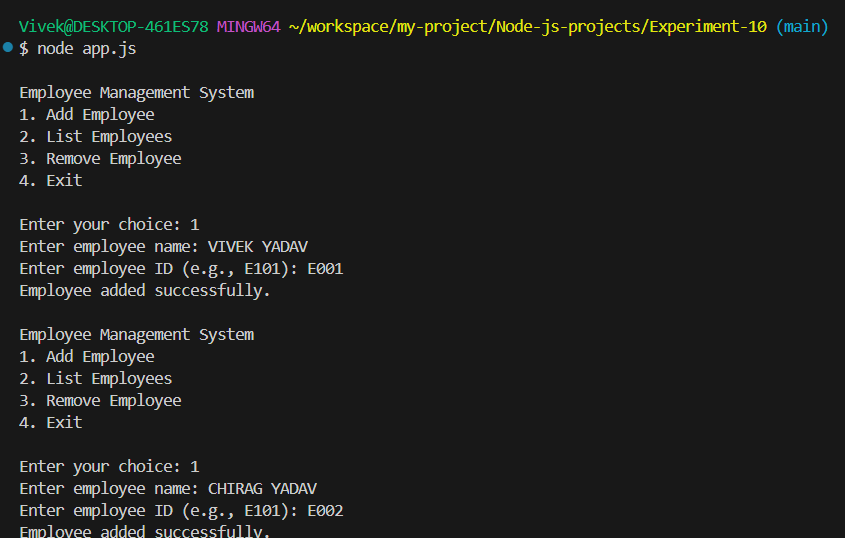 Vivek@DESKTOP-461ES78 MINGW64 ~/workspace/my-project/Node-js-projects/Experiment-10 (main)
$ node app.js
Employee Management System
1. Add Employee
2. List Employees
3. Remove Employee
4. Exit
Enter your choice: 1
Enter employee name: VIVEK YADAV
Enter employee ID (e.g., E101): E001
Employee added successfully.
Employee Management System
1. Add Employee
2. List Employees
3. Remove Employee
4. Exit
Enter your choice: 1
Enter employee name: CHIRAG YADAV
Enter employee ID (e.g., E101): E002
Employee added successfully.